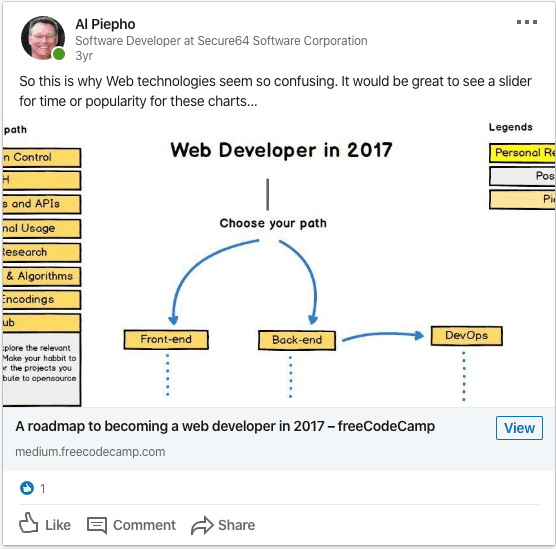 Al Piepho
Software Developer at Secure64 Software Corporation
3yr
So this is why Web technologies seem so confusing. It would be great to see a slider
for time or popularity for these charts...
path
n Control
H
s and APIs
nal Usage
Research
& Algorithms
Encodings
ub
xplore the relevant
Make your habbit to
r the projects you
bute to opensource
Web Developer in 2017
Choose your path
Front-end
Back-end
DevOps
Legends
Personal Re
Pos
Pi
A roadmap to becoming a web developer in 2017 – freeCodeCamp
View
medium.freecodecamp.com
1
Like
Comment
Share